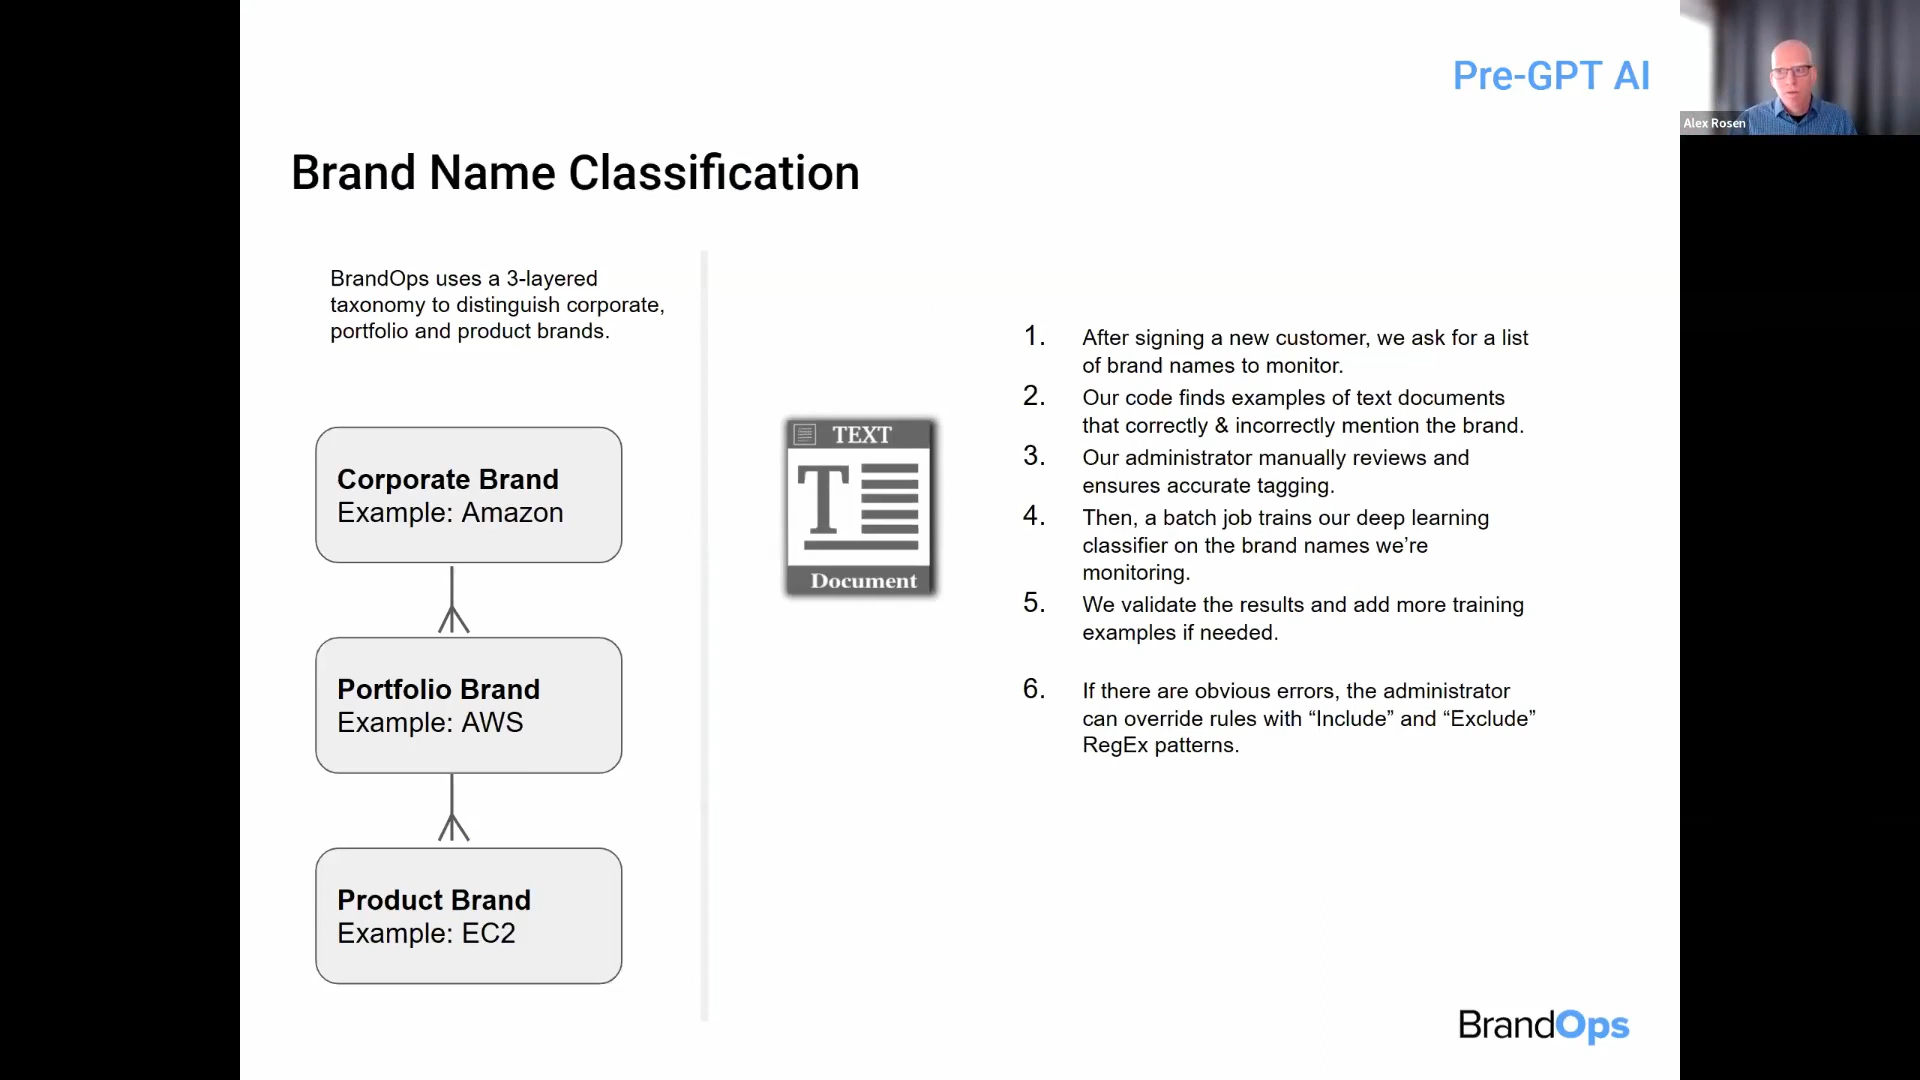 Pre-GPT AI
Alex Rosen
Brand Name Classification
BrandOps uses a 3-layered
taxonomy to distinguish corporate,
portfolio and product brands.
Corporate Brand
Example: Amazon
Portfolio Brand
Example: AWS
Product Brand
Example: EC2
TEXT
T
Document
1. After signing a new customer, we ask for a list
of brand names to monitor.
2. Our code finds examples of text documents
that correctly & incorrectly mention the brand.
3. Our administrator manually reviews and
ensures accurate tagging.
4. Then, a batch job trains our deep learning
classifier on the brand names we’re
monitoring.
5. We validate the results and add more training
examples if needed.
6. If there are obvious errors, the administrator
can override rules with “Include” and “Exclude”
RegEx patterns.
BrandOps